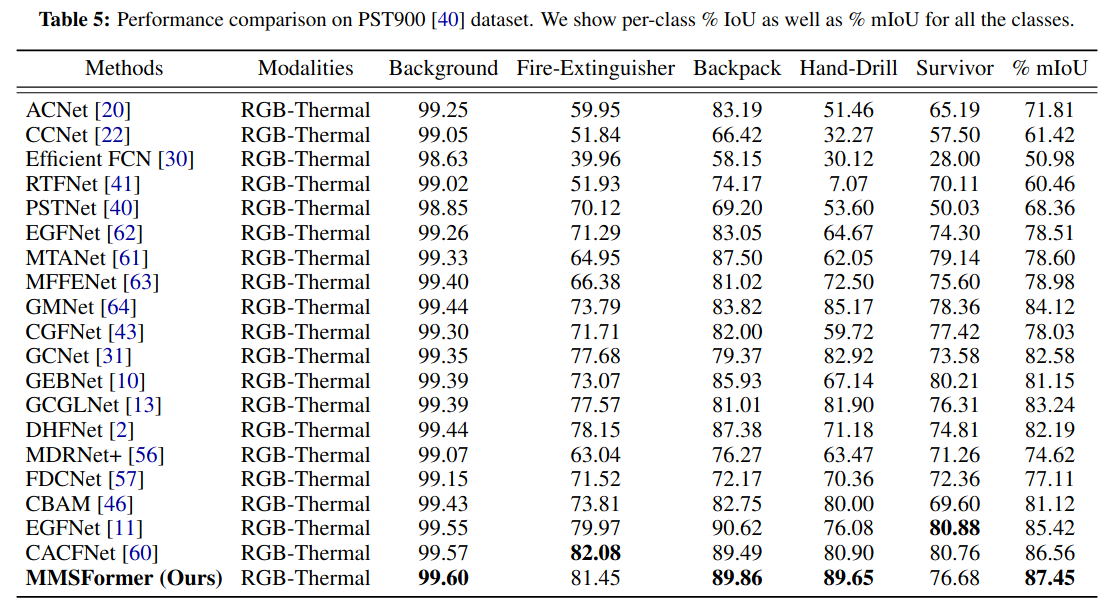 Table 5: Performance comparison on PST900 [40] dataset. We show per-class % IoU as well as % mIoU for all the classes.
Methods Modalities Background Fire-Extinguisher Backpack Hand-Drill Survivor % mIoU
ACNet [20] RGB-Thermal 99.25 59.95 83.19 51.46 65.19 71.81
CCNet [22] RGB-Thermal 99.05 51.84 66.42 32.27 57.50 61.42
Efficient FCN [30] RGB-Thermal 98.63 39.96 58.15 30.12 28.00 50.98
RTFNet [41] RGB-Thermal 99.02 51.93 74.17 7.07 70.11 60.46
PSTNet [40] RGB-Thermal 98.85 70.12 69.20 53.60 50.03 68.36
EGFNet [62] RGB-Thermal 99.26 71.29 83.05 64.67 74.30 78.51
MTANet [61] RGB-Thermal 99.33 64.95 87.50 62.05 79.14 78.60
MFFENet [63] RGB-Thermal 99.40 66.38 81.02 72.50 75.60 78.98
GMNet [64] RGB-Thermal 99.44 73.79 83.82 85.17 78.36 84.12
CGFNet [43] RGB-Thermal 99.30 71.71 82.00 59.72 77.42 78.03
GCNet [31] RGB-Thermal 99.35 77.68 79.37 82.92 73.58 82.58
GEBNet [10] RGB-Thermal 99.39 73.07 85.93 67.14 80.21 81.15
GCGLNet [13] RGB-Thermal 99.39 77.57 81.01 81.90 76.31 83.24
DHFNet [2] RGB-Thermal 99.44 78.15 87.38 71.18 74.81 82.19
MDRNet+ [56] RGB-Thermal 99.07 63.04 76.27 63.47 71.26 74.62
FDCNet [57] RGB-Thermal 99.15 71.52 72.17 70.36 72.36 77.11
CBAM [46] RGB-Thermal 99.43 73.81 82.75 80.00 69.60 81.12
EGFNet [11] RGB-Thermal 99.55 79.97 90.62 76.08 80.88 85.42
CACFNet [60] RGB-Thermal 99.57 82.08 89.49 80.90 80.76 86.56
MMSFormer (Ours) RGB-Thermal 99.60 81.45 89.86 89.65 76.68 87.45